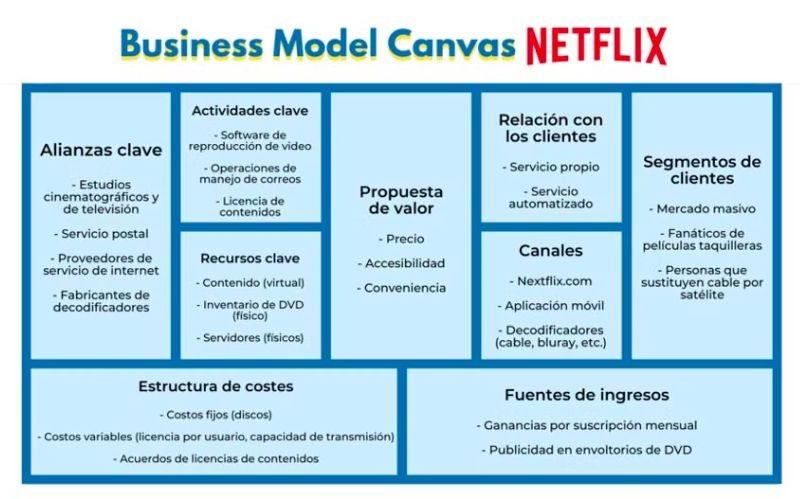 Business Model Canvas NETFLIX
Alianzas clave
- Estudios
cinematográficos y
de televisión
- Servicio postal
- Proveedores de
servicio de internet
- Fabricantes de
decodificadores
Actividades clave
- Software de
reproducción de video
- Operaciones de
manejo de correos
- Licencia de
contenidos
Recursos clave
- Contenido (virtual)
- Inventario de DVD
(físico)
- Servidores (físicos)
Propuesta
de valor
- Precio
- Accesibilidad
- Conveniencia
Relación con
los clientes
- Servicio propio
- Servicio
automatizado
Canales
- Nextflix.com
- Aplicación móvil
- Decodificadores
(cable, bluray, etc.)
Segmentos de
clientes
- Mercado masivo
- Fanáticos de
películas taquilleras
- Personas que
sustituyen cable por
satélite
Estructura de costes
- Costos fijos (discos)
- Costos variables (licencia por usuario, capacidad de transmisión)
- Acuerdos de licencias de contenidos
Fuentes de ingresos
- Ganancias por suscripción mensual
- Publicidad en envoltorios de DVD